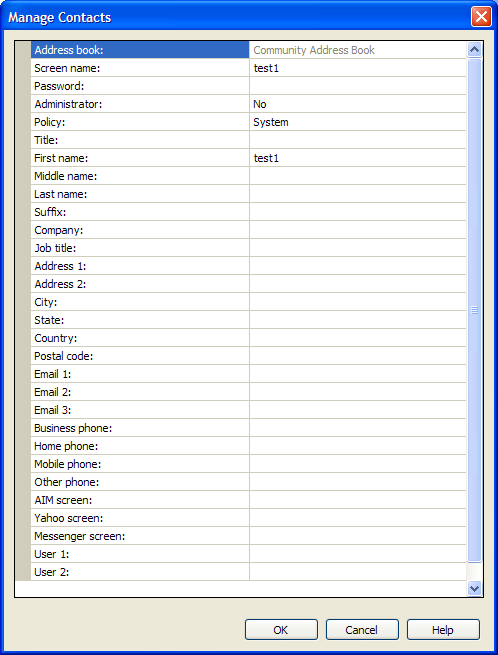 Manage Contacts
Address book: Community Address Book
Screen name: test1
Password:
Administrator: No
Policy: System
Title:
First name: test1
Middle name:
Last name:
Suffix:
Company:
Job title:
Address 1:
Address 2:
City:
State:
Country:
Postal code:
Email 1:
Email 2:
Email 3:
Business phone:
Home phone:
Mobile phone:
Other phone:
AIM screen:
Yahoo screen:
Messenger screen:
User 1:
User 2:
OK Cancel Help